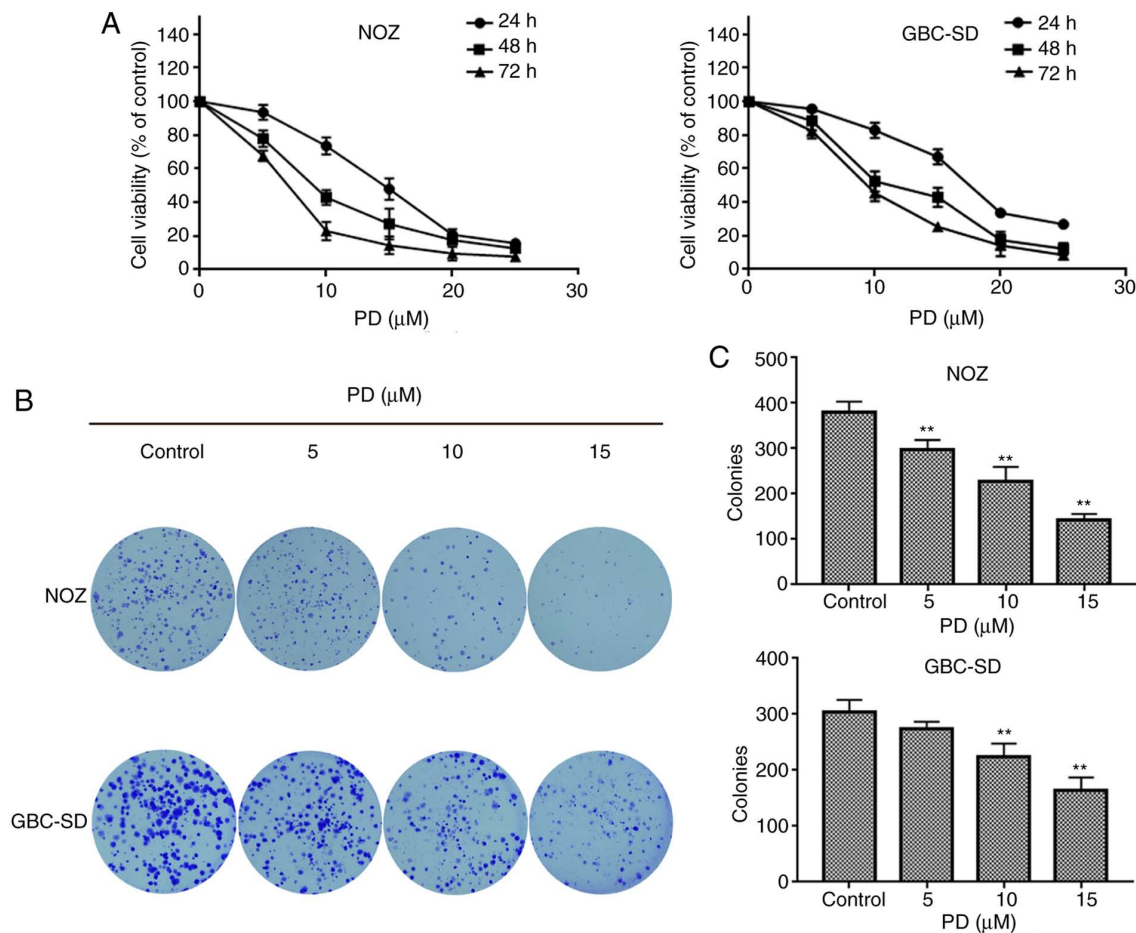 A
NOZ
24 h
48 h
72 h
Cell viability (% of control)
140
120
100
80
60
40
20
0
0 10 20 30
PD (μM)
GBC-SD
24 h
48 h
72 h
Cell viability (% of control)
140
120
100
80
60
40
20
0
0 10 20 30
PD (μM)
B
PD (μM)
Control 5 10 15
NOZ
GBC-SD
C
NOZ
Colonies
500
400
300
200
100
0
** ** **
Control 5 10 15
PD (μM)
GBC-SD
Colonies
400
300
200
100
0
** **
Control 5 10 15
PD (μM)